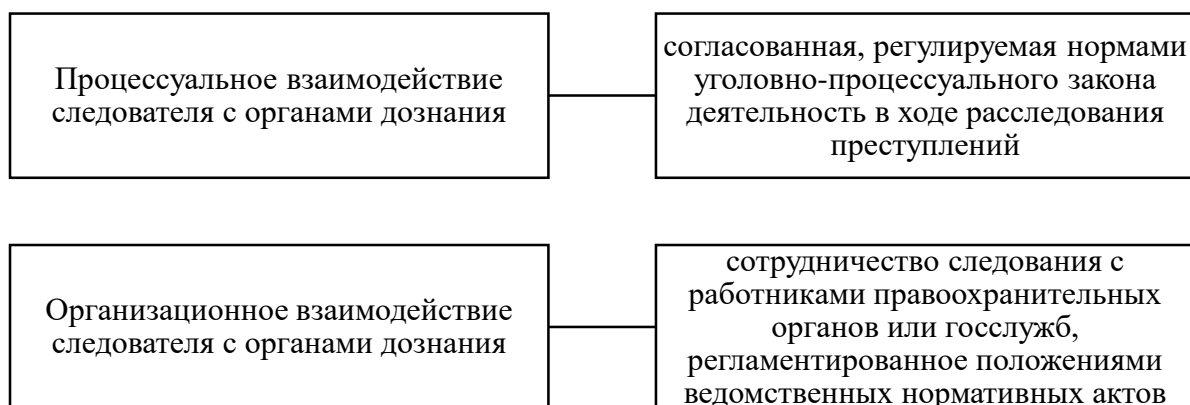 Процессуальное взаимодействие
следователя с органами дознания
согласованная, регулируемая нормами
уголовно-процессуального закона
деятельность в ходе расследования
преступлений
Организационное взаимодействие
следователя с органами дознания
сотрудничество следования с
работниками правоохранительных
органов или госслужб,
регламентированное положениями
ведомственных нормативных актов